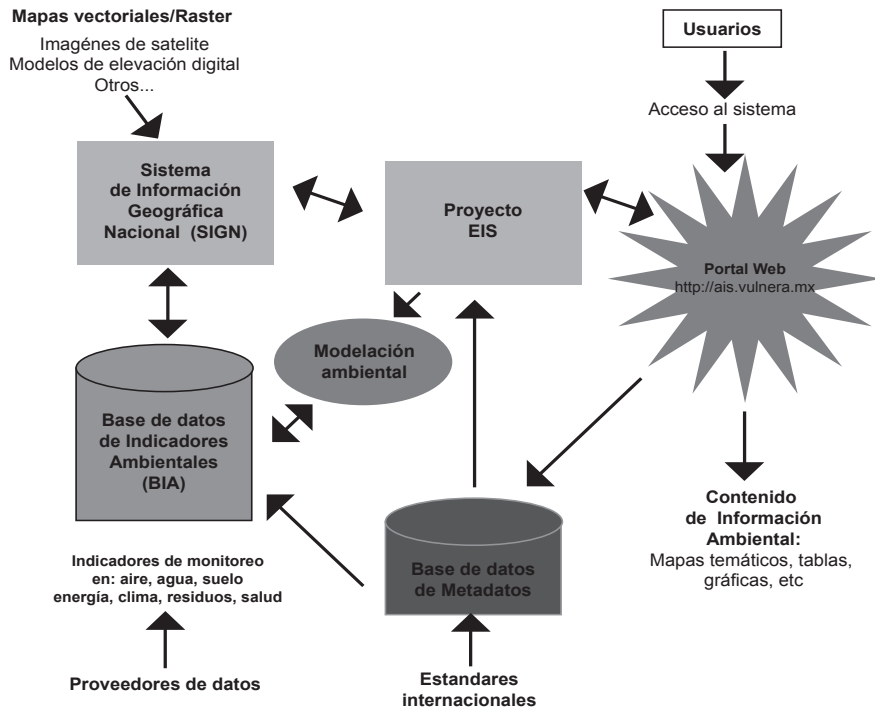 Mapas vectoriales/Raster
Imagénes de satelite
Modelos de elevación digital
Otros...
Usuarios
Acceso al sistema
Sistema
de Información
Geográfica
Nacional (SIGN)
Proyecto
EIS
Portal Web
http://ais.vulnera.mx
Modelación
ambiental
Base de datos
de Indicadores
Ambientales
(BIA)
Contenido
de Información
Ambiental:
Mapas temáticos, tablas,
gráficas, etc
Indicadores de monitoreo
en: aire, agua, suelo
energía, clima, residuos, salud
Base de datos
de Metadatos
Proveedores de datos
Estandares
internacionales